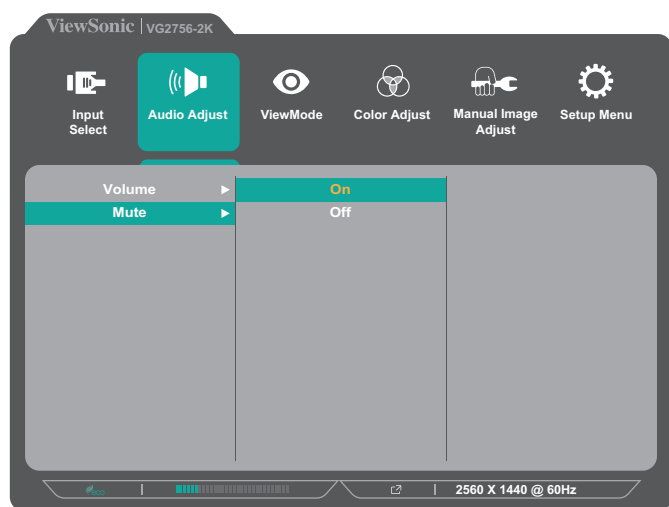 ViewSonic | VG2756-2K
Input
Select
Audio Adjust
ViewMode
Color Adjust
Manual Image
Adjust
Setup Menu
Volume
On
Mute
Off
eco
2560 X 1440 @ 60Hz